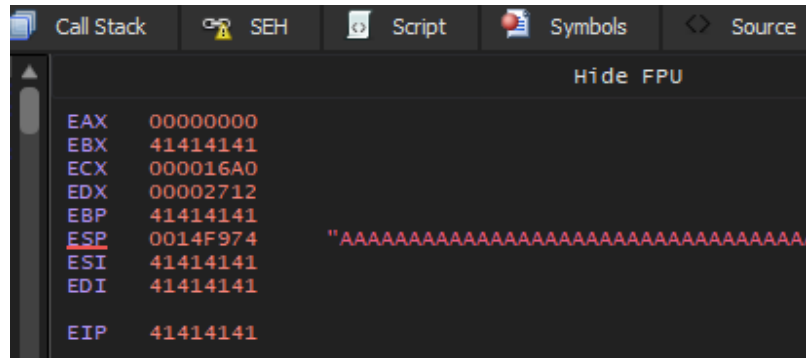 Call Stack SEH Script Symbols Source
Hide FPU
EAX 00000000
EBX 41414141
ECX 000016A0
EDX 00002712
EBP 41414141
ESP 0014F974 "AAAAAAAAAAAAAAAAAAAAAAAAAAAAAAAAAAA
ESI 41414141
EDI 41414141
EIP 41414141